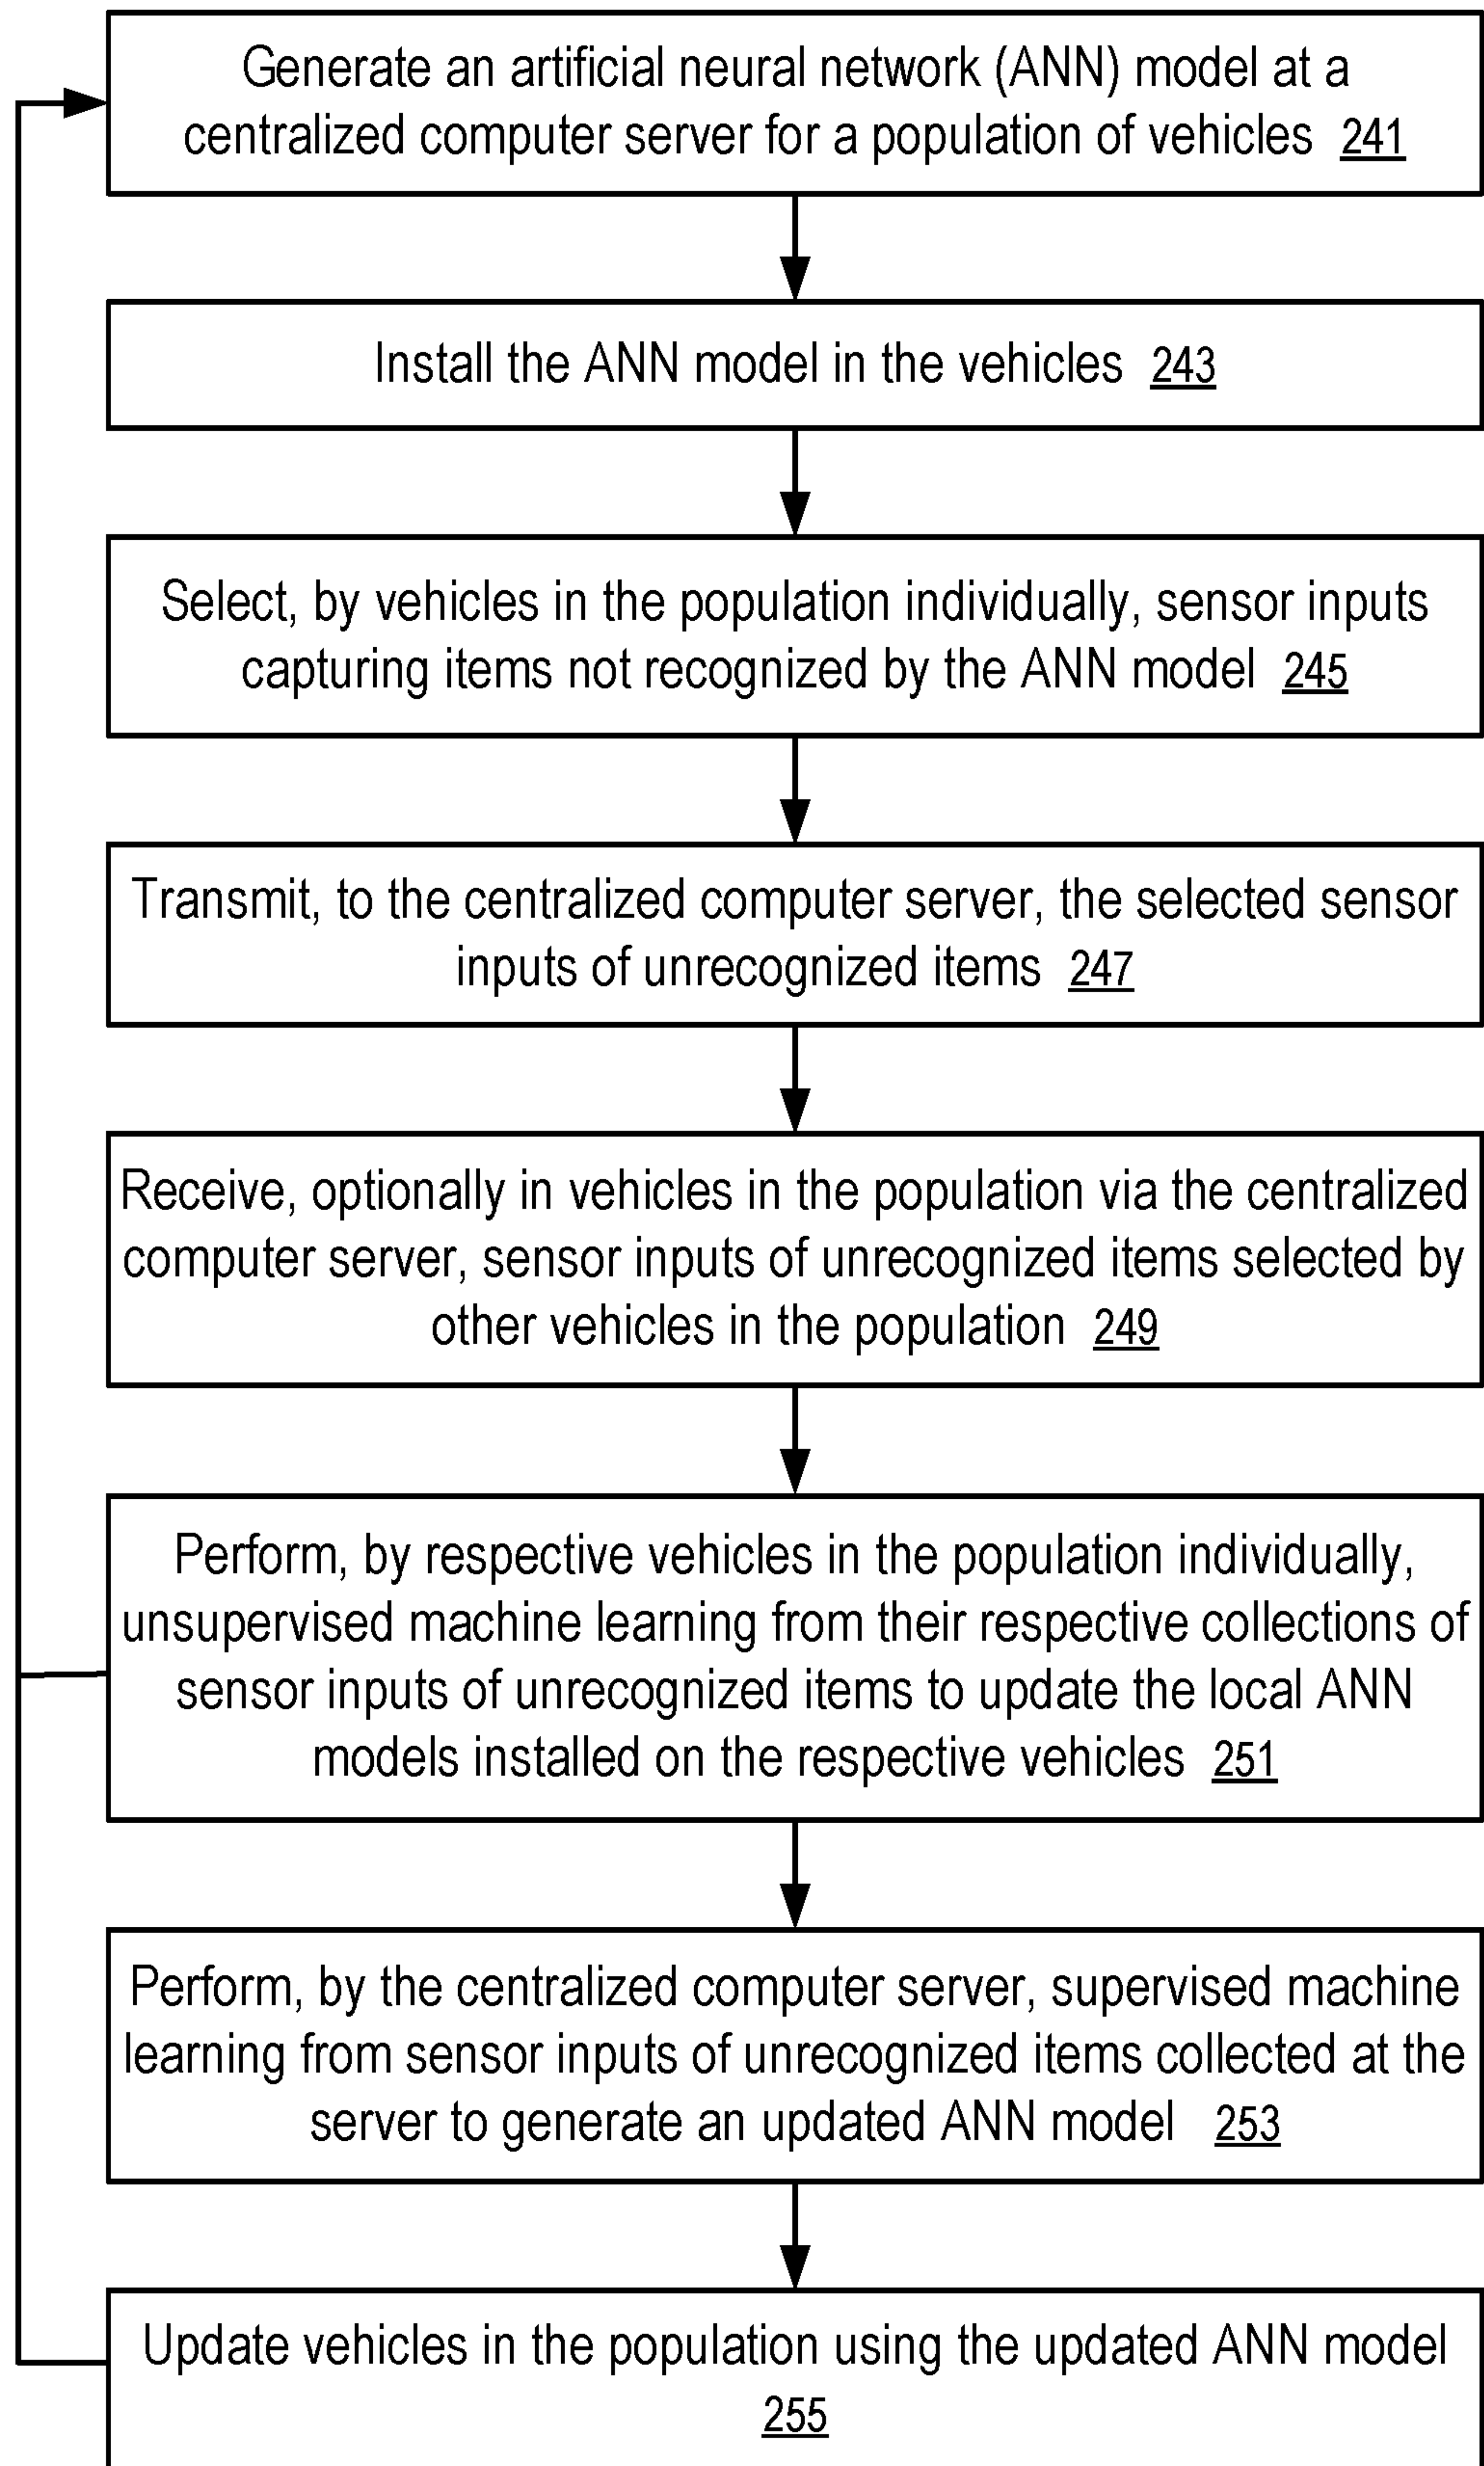 Generate an artificial neural network (ANN) model at a
centralized computer server for a population of vehicles 241
Install the ANN model in the vehicles 243
Select, by vehicles in the population individually, sensor inputs
capturing items not recognized by the ANN model 245
Transmit, to the centralized computer server, the selected sensor
inputs of unrecognized items 247
Receive, optionally in vehicles in the population via the centralized
computer server, sensor inputs of unrecognized items selected by
other vehicles in the population 249
Perform, by respective vehicles in the population individually,
unsupervised machine learning from their respective collections of
sensor inputs of unrecognized items to update the local ANN
models installed on the respective vehicles 251
Perform, by the centralized computer server, supervised machine
learning from sensor inputs of unrecognized items collected at the
server to generate an updated ANN model 253
Update vehicles in the population using the updated ANN model
255